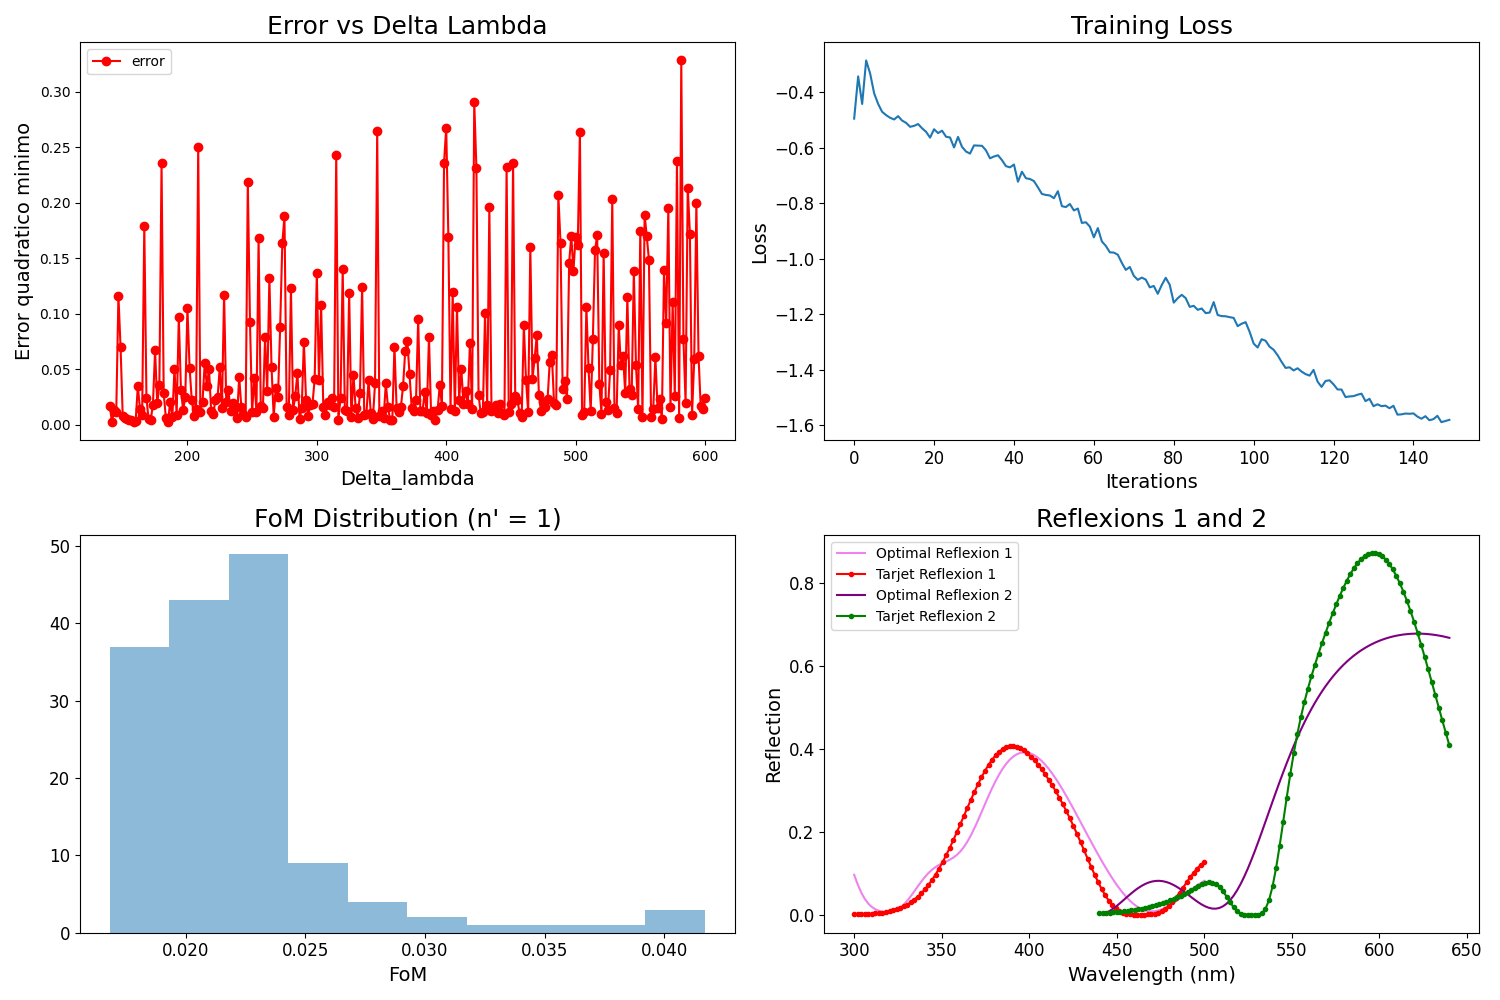 Error vs Delta Lambda
error
Error quadratico minimo
0.30
0.25
0.20
0.15
0.10
0.05
0.00
200 300 400 500 600
Delta_lambda
Training Loss
Loss
−0.4
−0.6
−0.8
−1.0
−1.2
−1.4
−1.6
0 20 40 60 80 100 120 140
Iterations
FoM Distribution (n' = 1)
50
40
30
20
10
0
0.020 0.025 0.030 0.035 0.040
FoM
Reflexions 1 and 2
Optimal Reflexion 1
Tarjet Reflexion 1
Optimal Reflexion 2
Tarjet Reflexion 2
Reflection
0.8
0.6
0.4
0.2
0.0
300 350 400 450 500 550 600 650
Wavelength (nm)